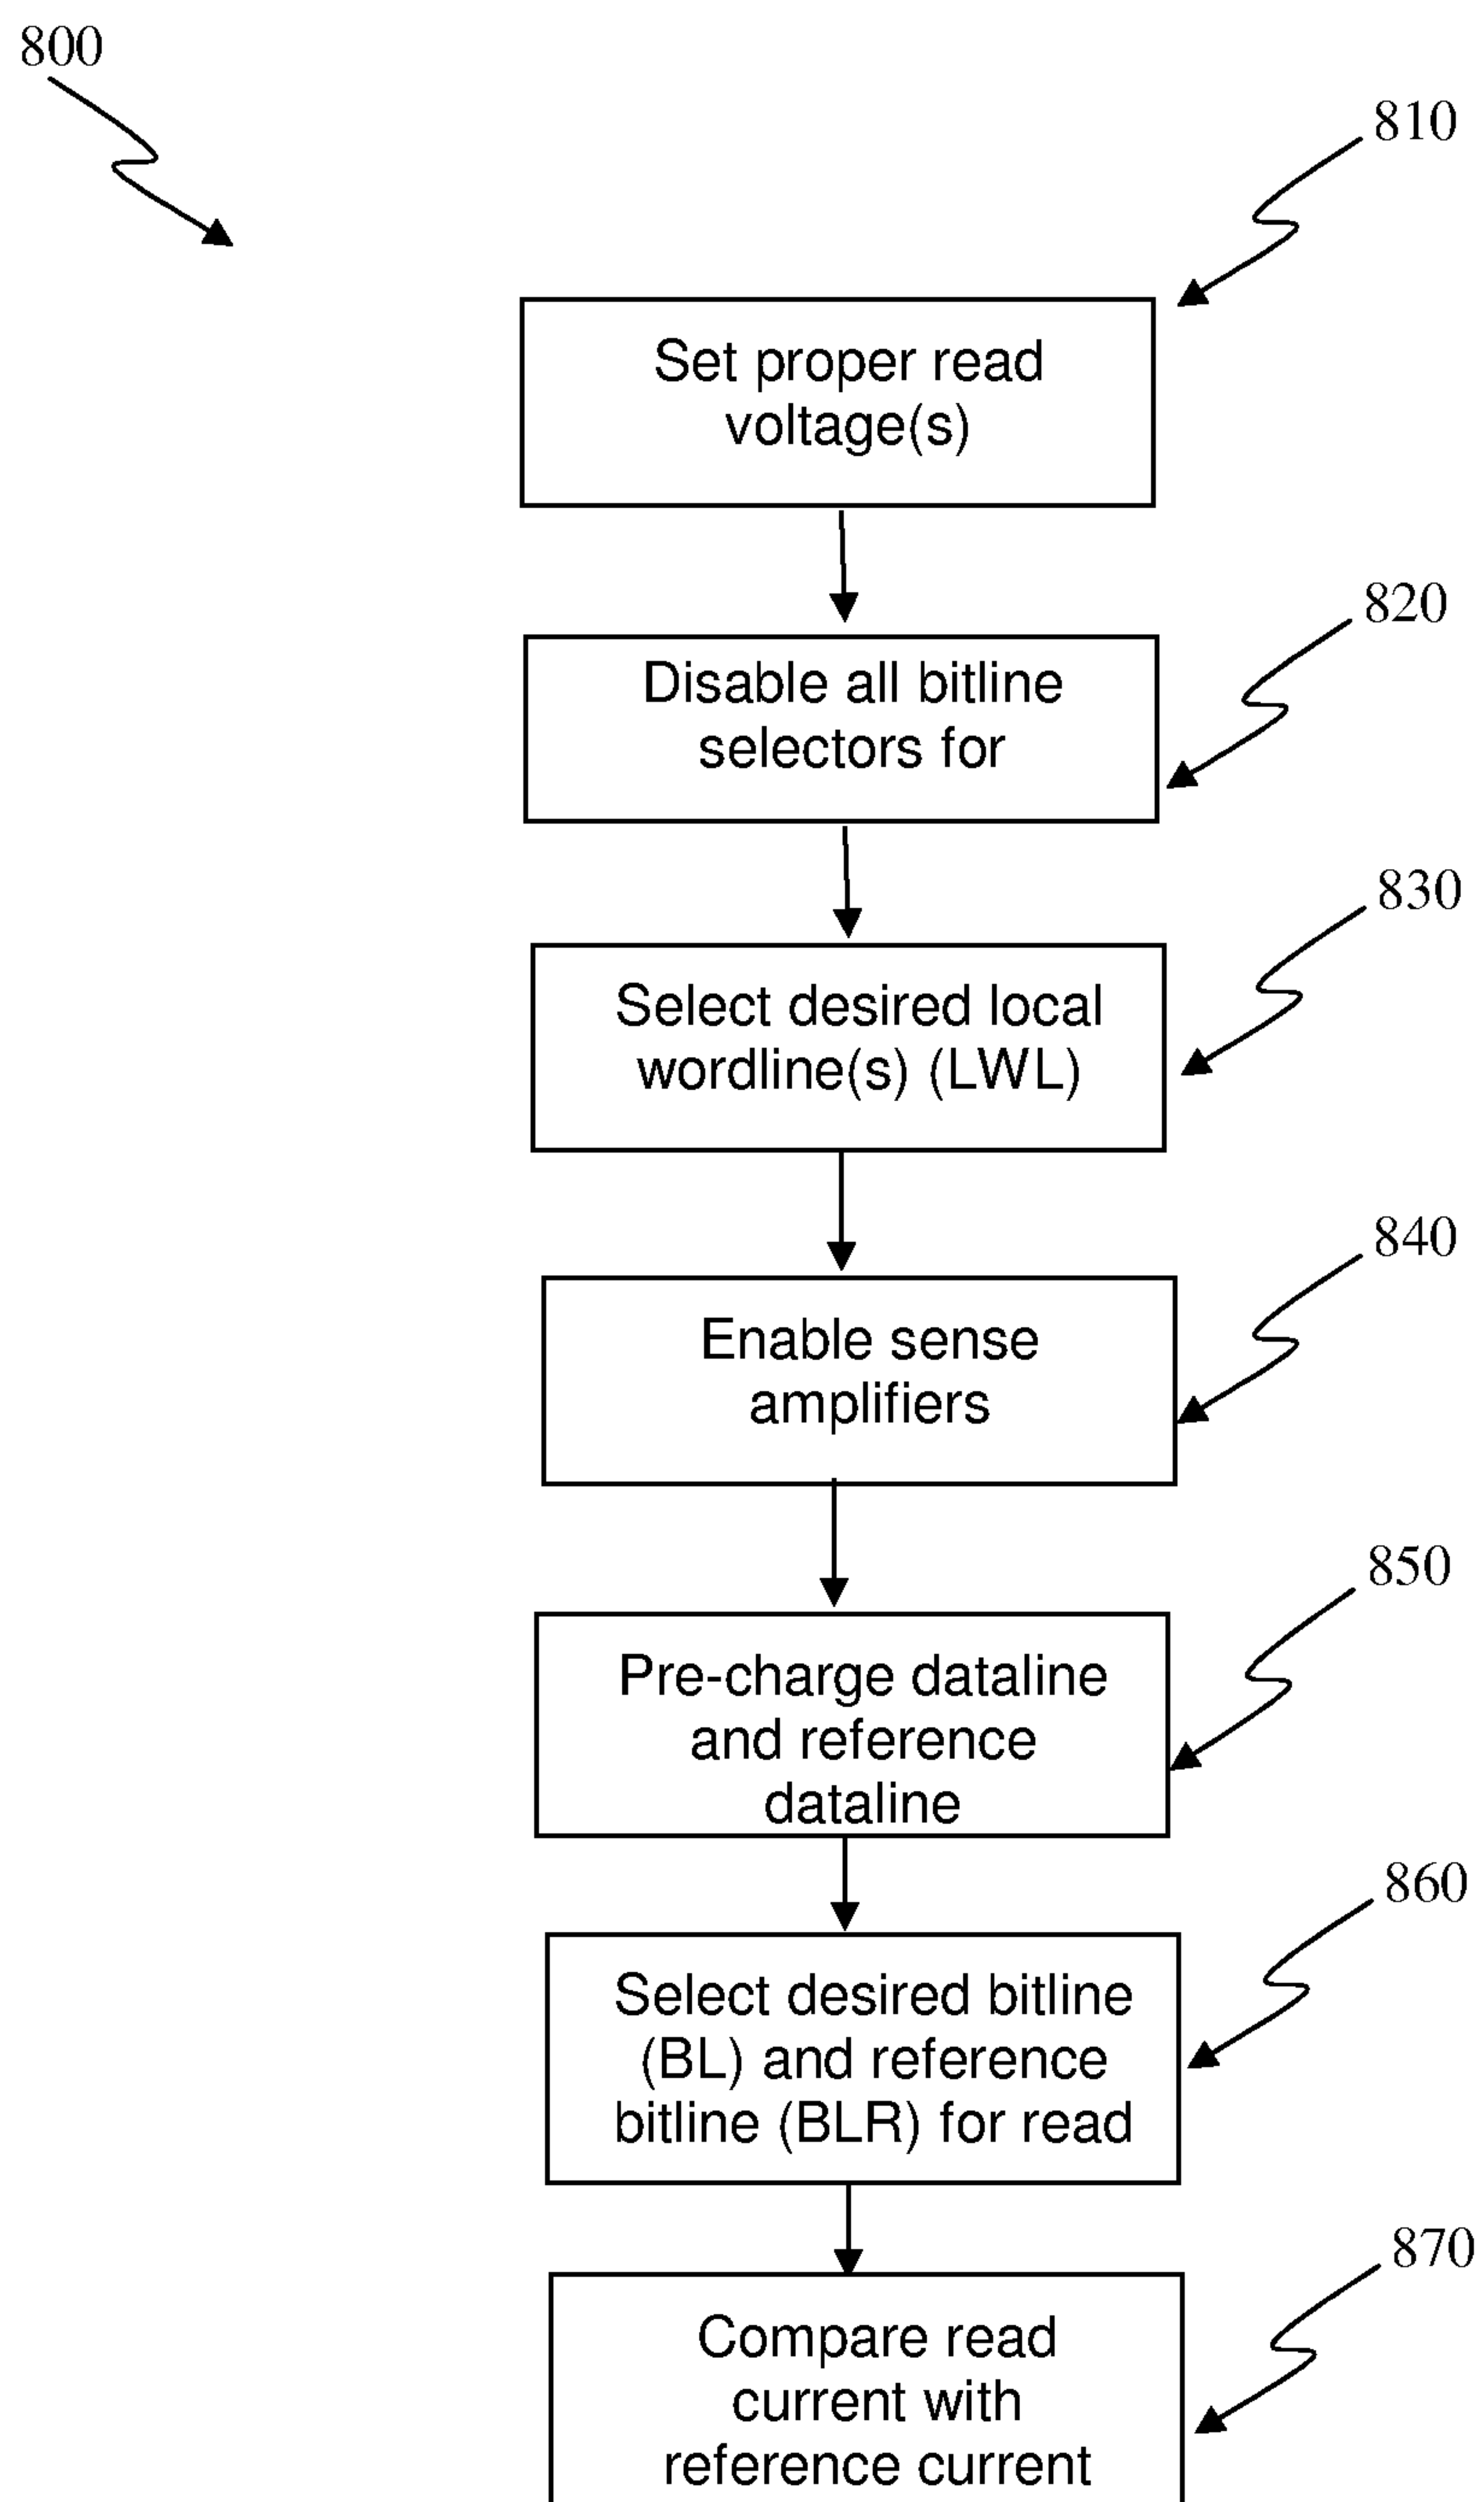 800
810
Set proper read
voltage(s)
820
Disable all bitline
selectors for
830
Select desired local
wordline(s) (LWL)
840
Enable sense
amplifiers
850
Pre-charge dataline
and reference
dataline
860
Select desired bitline
(BL) and reference
bitline (BLR) for read
870
Compare read
current with
reference current